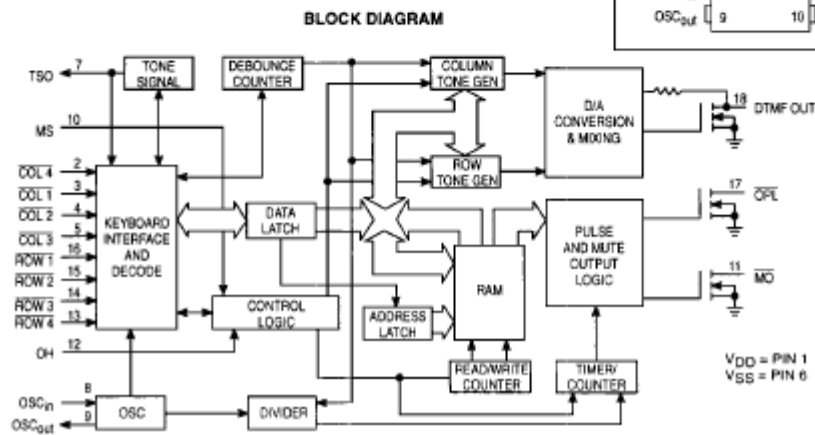 BLOCK DIAGRAM
OSCout 9 10
TSO 7
TONE SIGNAL
DEBOUNCE COUNTER
COLUMN TONE GEN
D/A CONVERSION & MIXING
18 DTMF OUT
MS 10
COL 4 2
COL 1 3
COL 2 4
COL 3 5
ROW 1 16
ROW 2 15
ROW 3 14
ROW 4 13
OH 12
KEYBOARD INTERFACE AND DECODE
DATA LATCH
ROW TONE GEN
CONTROL LOGIC
ADDRESS LATCH
RAM
PULSE AND MUTE OUTPUT LOGIC
17 OPL
11 MO
READ/WRITE COUNTER
TIMER/ COUNTER
VDD = PIN 1
VSS = PIN 6
OSCin 8
OSCout 9
OSC
DIVIDER